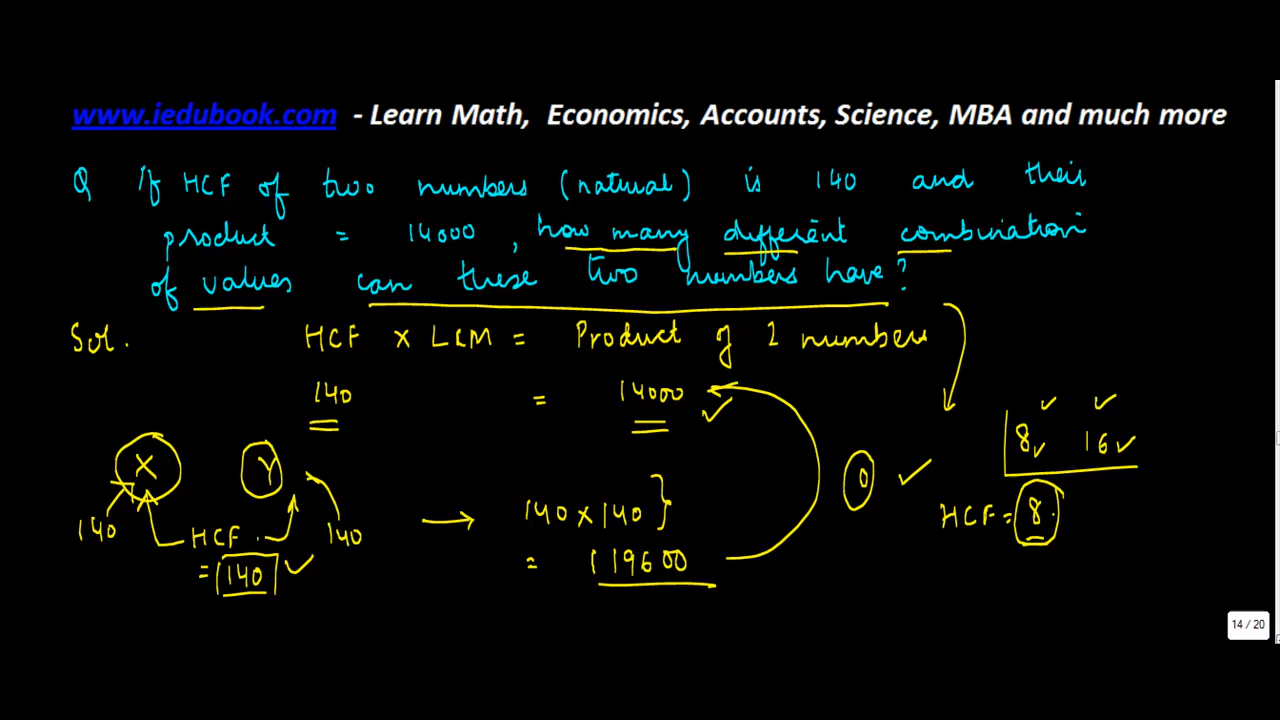 www.iedubook.com - Learn Math, Economics, Accounts, Science, MBA and much more
Q If HCF of two numbers (natural) is 140 and their
product = 14000, how many different combination
of values can these two numbers have?
Sol. HCF x LCM = Product of 2 numbers
140 = 14000
8 16
X Y
0
140 HCF 140
= 140
140 x 140 }
= 119600
HCF = 8
14 / 20